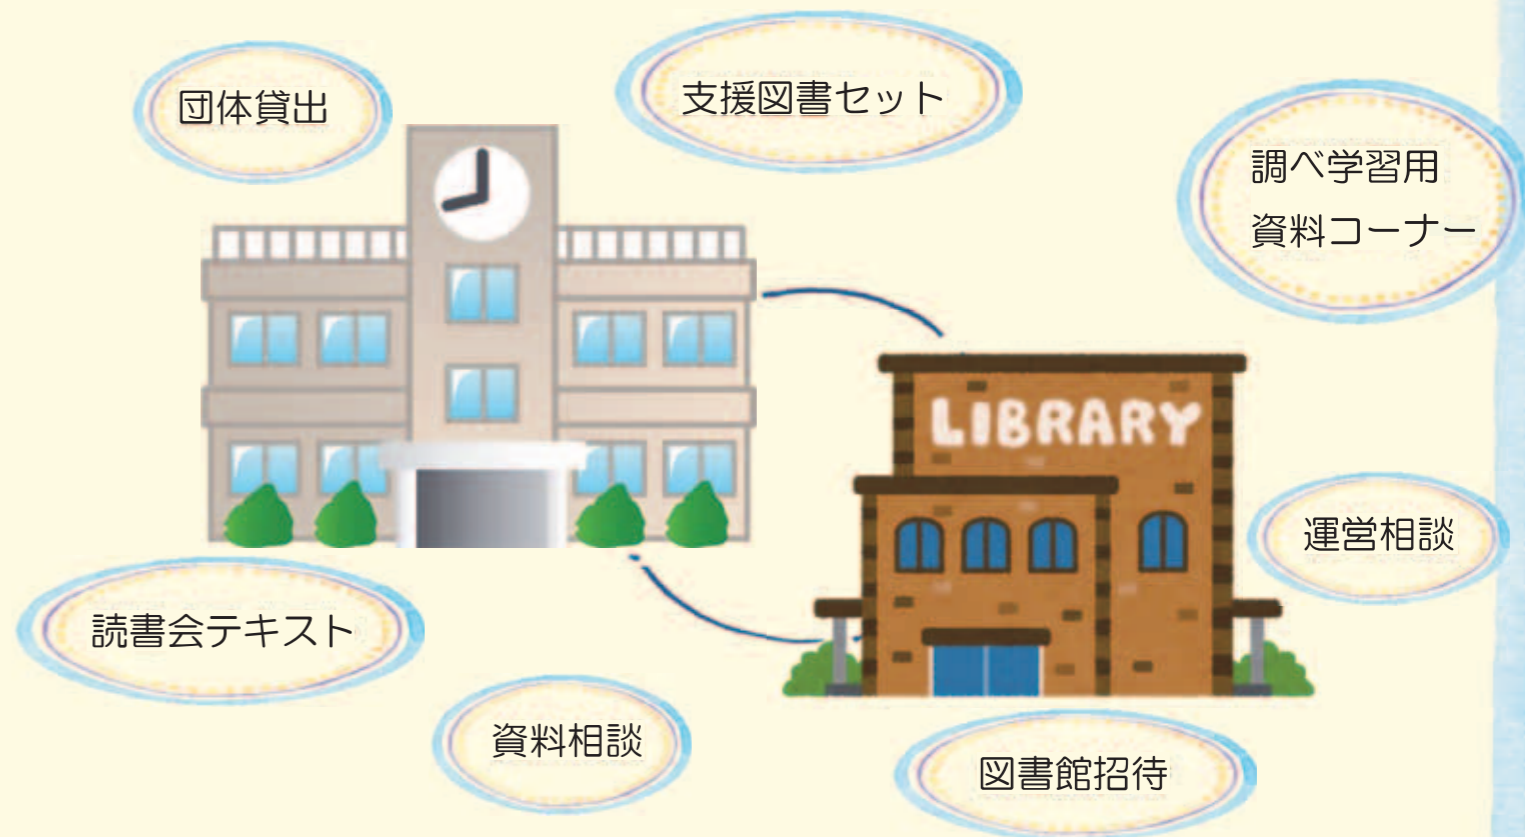 団体貸出
支援図書セット
調べ学習用
資料コーナー
LIBRARY
運営相談
読書会テキスト
資料相談
図書館招待